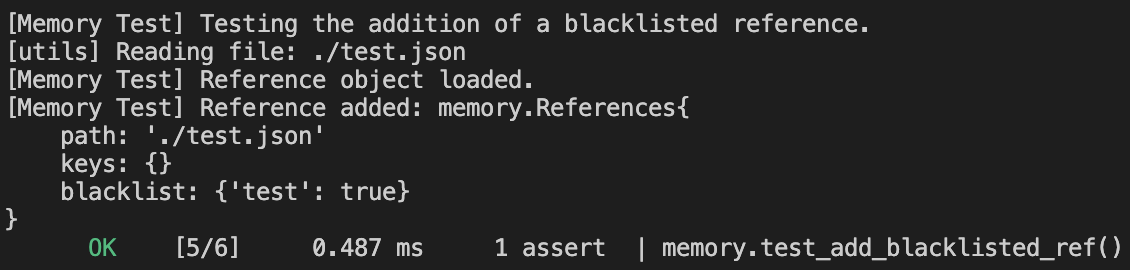 [Memory Test] Testing the addition of a blacklisted reference.
[utils] Reading file: ./test.json
[Memory Test] Reference object loaded.
[Memory Test] Reference added: memory.References{
    path: './test.json'
    keys: {}
    blacklist: {'test': true}
}
      OK    [5/6]     0.487 ms     1 assert  | memory.test_add_blacklisted_ref()